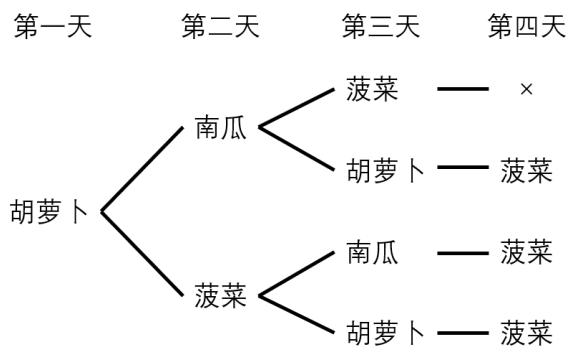 第一天 第二天 第三天 第四天
菠菜 ×
南瓜
胡萝卜 菠菜
胡萝卜
南瓜 菠菜
菠菜
胡萝卜 菠菜